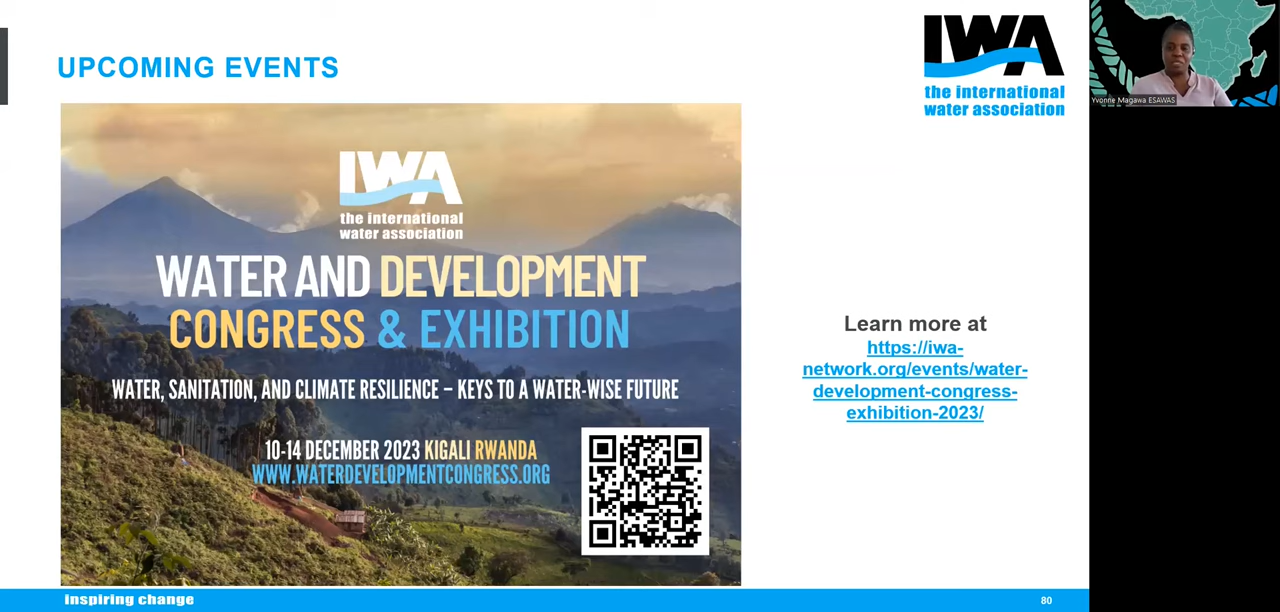 UPCOMING EVENTS
IWA
the international
water association
Yvonne Magawa ESAWAS
IWA
the international
water association
WATER AND DEVELOPMENT
CONGRESS & EXHIBITION
WATER, SANITATION, AND CLIMATE RESILIENCE – KEYS TO A WATER-WISE FUTURE
10-14 DECEMBER 2023 KIGALI RWANDA
WWW.WATERDEVELOPMENTCONGRESS.ORG
Learn more at
https://iwa-
network.org/events/water-
development-congress-
exhibition-2023/
inspiring change
80